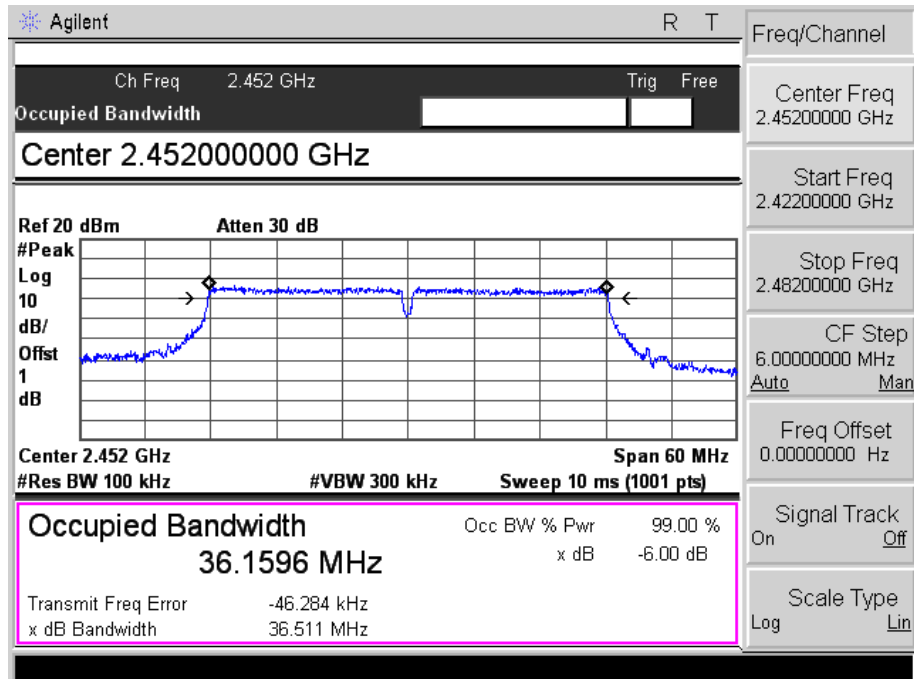 Agilent R T
Ch Freq 2.452 GHz Trig Free
Occupied Bandwidth
Center 2.452000000 GHz
Ref 20 dBm Atten 30 dB
#Peak
Log
10
dB/
Offst
1
dB
Center 2.452 GHz Span 60 MHz
#Res BW 100 kHz #VBW 300 kHz Sweep 10 ms (1001 pts)
Occupied Bandwidth Occ BW % Pwr 99.00 %
36.1596 MHz x dB -6.00 dB
Transmit Freq Error -46.284 kHz
x dB Bandwidth 36.511 MHz
Freq/Channel
Center Freq
2.45200000 GHz
Start Freq
2.42200000 GHz
Stop Freq
2.48200000 GHz
CF Step
6.00000000 MHz
Auto Man
Freq Offset
0.00000000 Hz
Signal Track
On Off
Scale Type
Log Lin